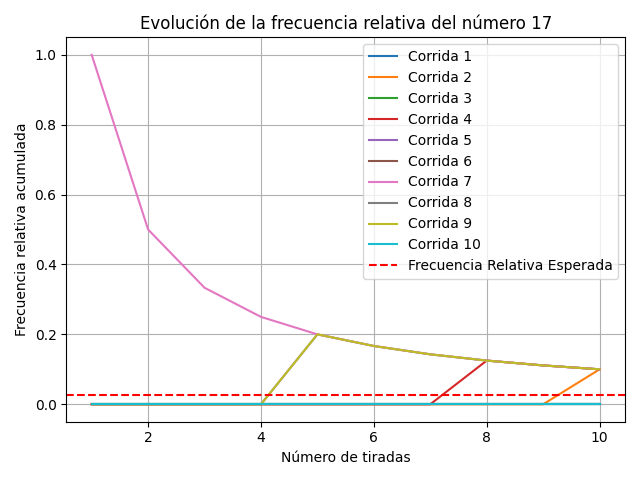 Evolución de la frecuencia relativa del número 17
Frecuencia relativa acumulada
1.0
0.8
0.6
0.4
0.2
0.0
Corrida 1
Corrida 2
Corrida 3
Corrida 4
Corrida 5
Corrida 6
Corrida 7
Corrida 8
Corrida 9
Corrida 10
Frecuencia Relativa Esperada
2 4 6 8 10
Número de tiradas